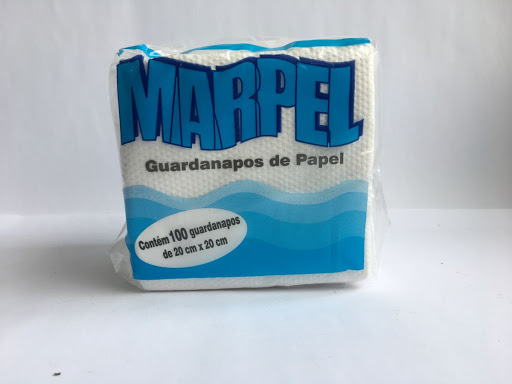 MARPEL
Guardanapos de Papel
Contém 100 guardanapos
de 20 cm x 20 cm